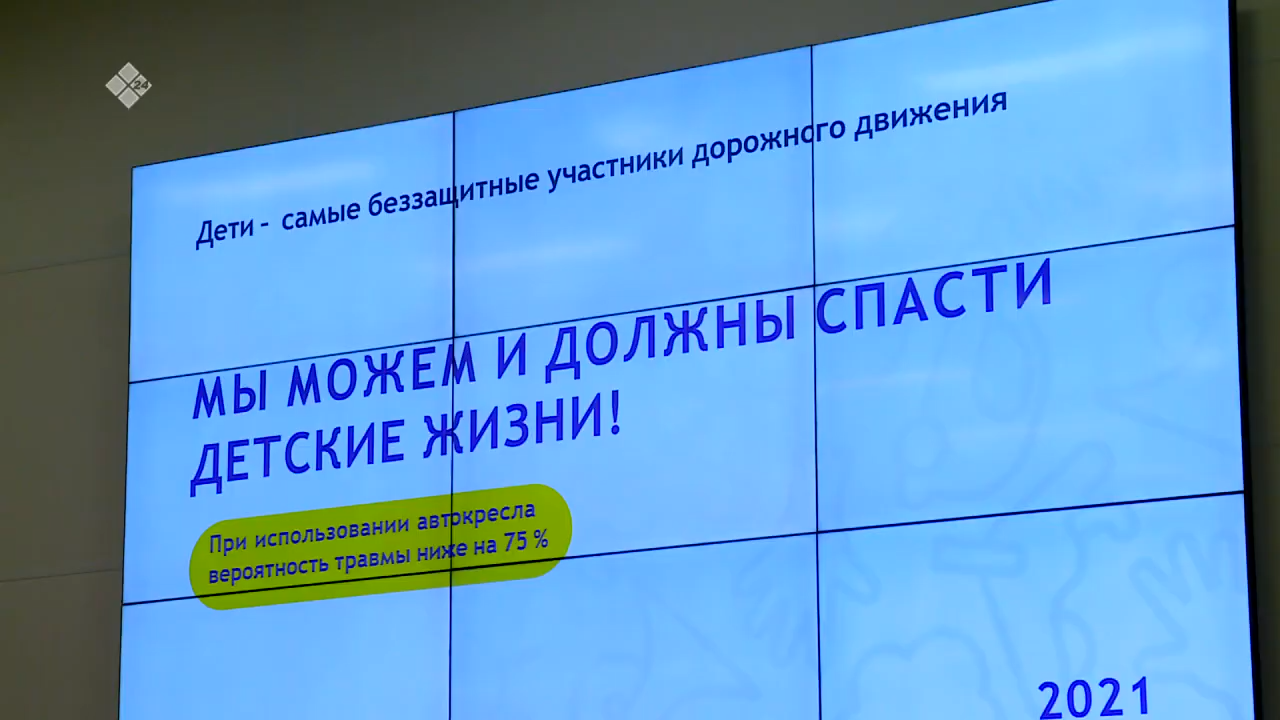 24
Дети – самые беззащитные участники дорожного движения
МЫ МОЖЕМ И ДОЛЖНЫ СПАСТИ
ДЕТСКИЕ ЖИЗНИ!
При использовании автокресла
вероятность травмы ниже на 75 %
2021